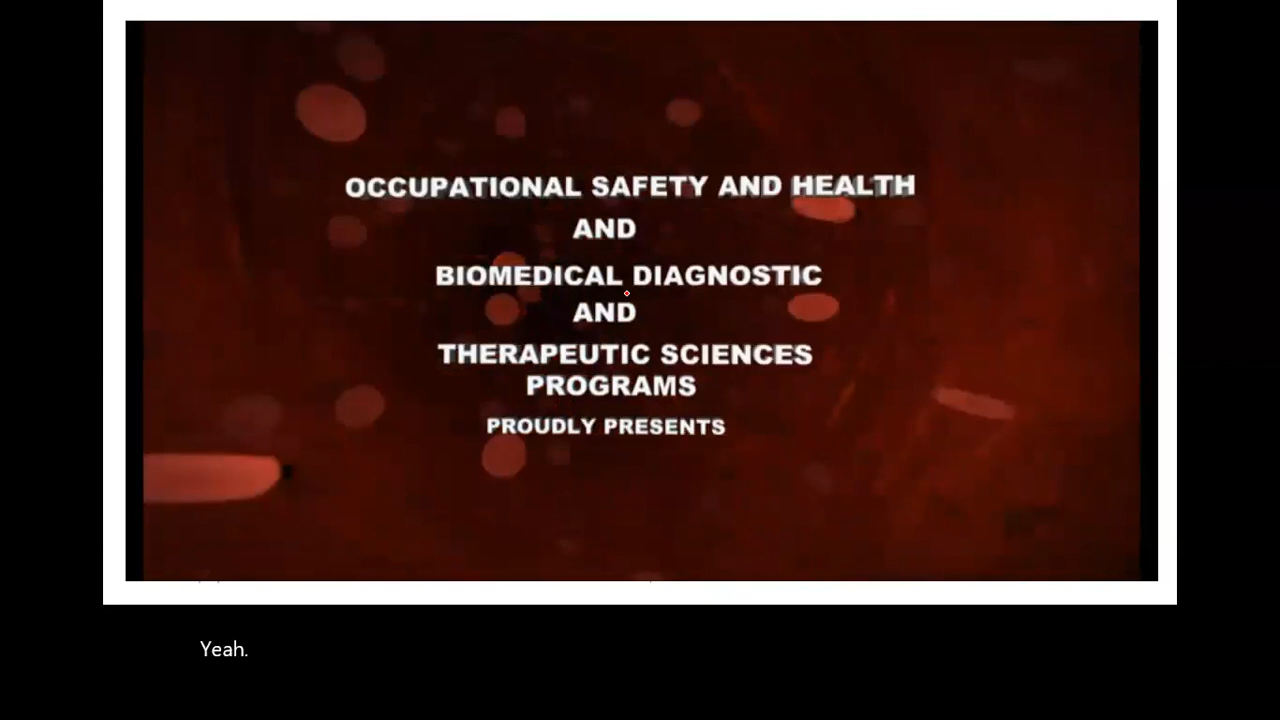 OCCUPATIONAL SAFETY AND HEALTH
AND
BIOMEDICAL DIAGNOSTIC
AND
THERAPEUTIC SCIENCES
PROGRAMS
PROUDLY PRESENTS
Yeah.